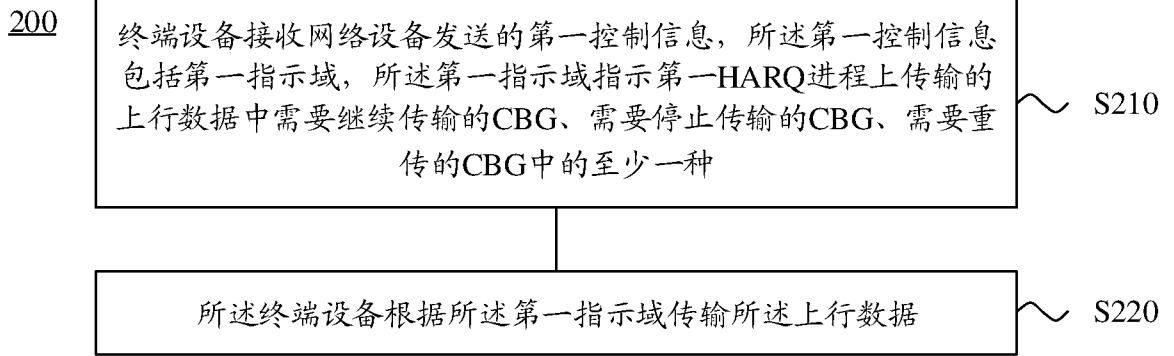 200
终端设备接收网络设备发送的第一控制信息，所述第一控制信息
包括第一指示域，所述第一指示域指示第一HARQ进程上传输的
上行数据中需要继续传输的CBG、需要停止传输的CBG、需要重
传的CBG中的至少一种
S210
所述终端设备根据所述第一指示域传输所述上行数据
S220